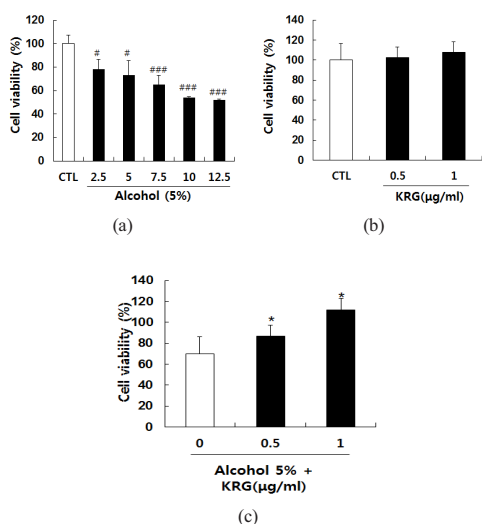 Cell viability (%)
120
100
80
60
40
20
0
# # ### ### ###
CTL 2.5 5 7.5 10 12.5
Alcohol (5%)
(a)
Cell viability (%)
140
120
100
80
60
40
20
0
CTL 0.5 1
KRG(μg/ml)
(b)
Cell viability (%)
140
120
100
80
60
40
20
0
* *
0 0.5 1
Alcohol 5% +
KRG(μg/ml)
(c)